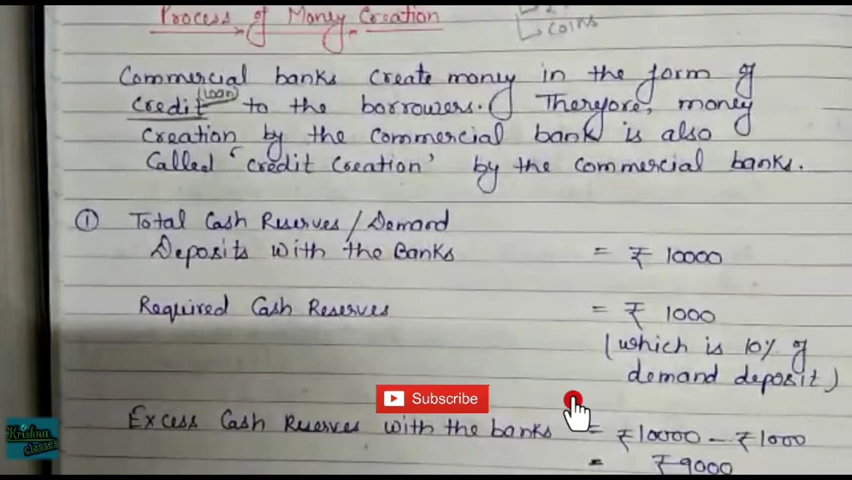 Process of Money Creation
coins
Commercial banks create money in the form of
credit (loan) to the borrowers. Therefore, money
creation by the commercial bank is also
called 'credit creation' by the commercial banks.
① Total Cash Reserves / Demand
Deposits with the Banks = ₹ 10000
Required Cash Reserves = ₹ 1000
(which is 10% of
demand deposit)
Subscribe
Excess Cash Reserves with the banks = ₹10000 - ₹1000
= ₹9000
Krishna
classes